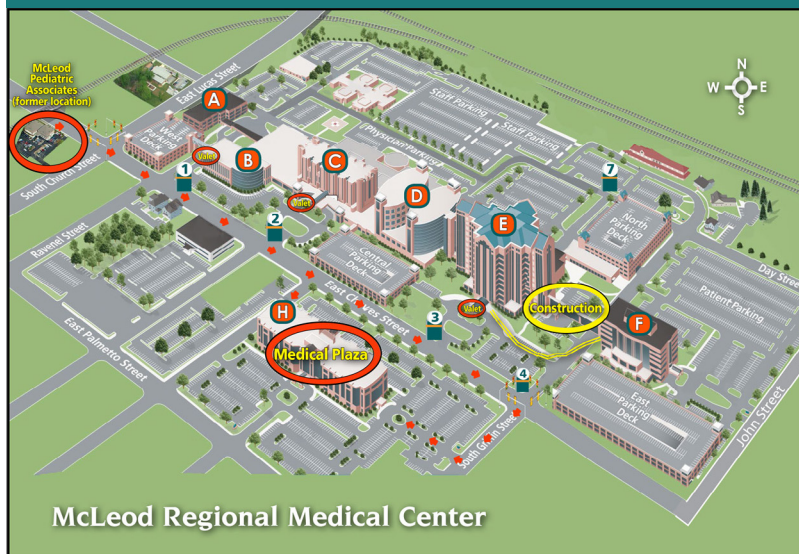 McLeod
Pediatric
Associates
(former location)
East Lucas Street
A
West
Parking
Deck
Valet
South Church Street
1
B
C
Physician Parking
Staff Parking
Staff Parking
N
W E
S
D
7
Valet
2
E
North
Parking
Deck
Ravenel Street
Central
Parking
Deck
Day Street
East Palmetto Street
East Cheves Street
H
Medical Plaza
3
Valet
Construction
F
Patient Parking
4
East
Parking
Deck
John Street
South Griffin Street
McLeod Regional Medical Center